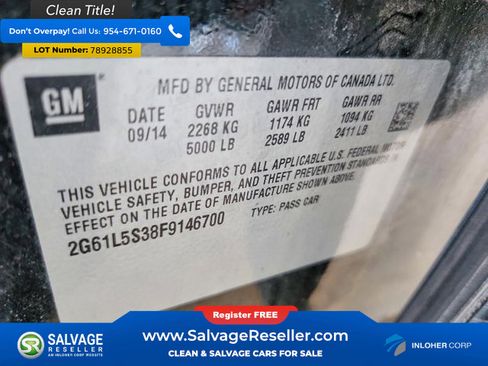 Clean Title!
Don't Overpay! Call Us: 954-671-0160
LOT Number: 78928855
GM
MFD BY GENERAL MOTORS OF CANADA LTD.
DATE GVWR GAWR FRT GAWR RR
09/14 2268 KG 1174 KG 1094 KG
5000 LB 2589 LB 2411 LB
THIS VEHICLE CONFORMS TO ALL APPLICABLE U.S. FEDERAL MOTOR
VEHICLE SAFETY, BUMPER, AND THEFT PREVENTION STANDARDS IN
EFFECT ON THE DATE OF MANUFACTURE SHOWN ABOVE.
2G61L5S38F9146700 TYPE: PASS CAR
Register FREE
SALVAGE
RESELLER
AN INLOHER CORP WEBSITE
www.SalvageReseller.com
CLEAN & SALVAGE CARS FOR SALE
INLOHER CORP